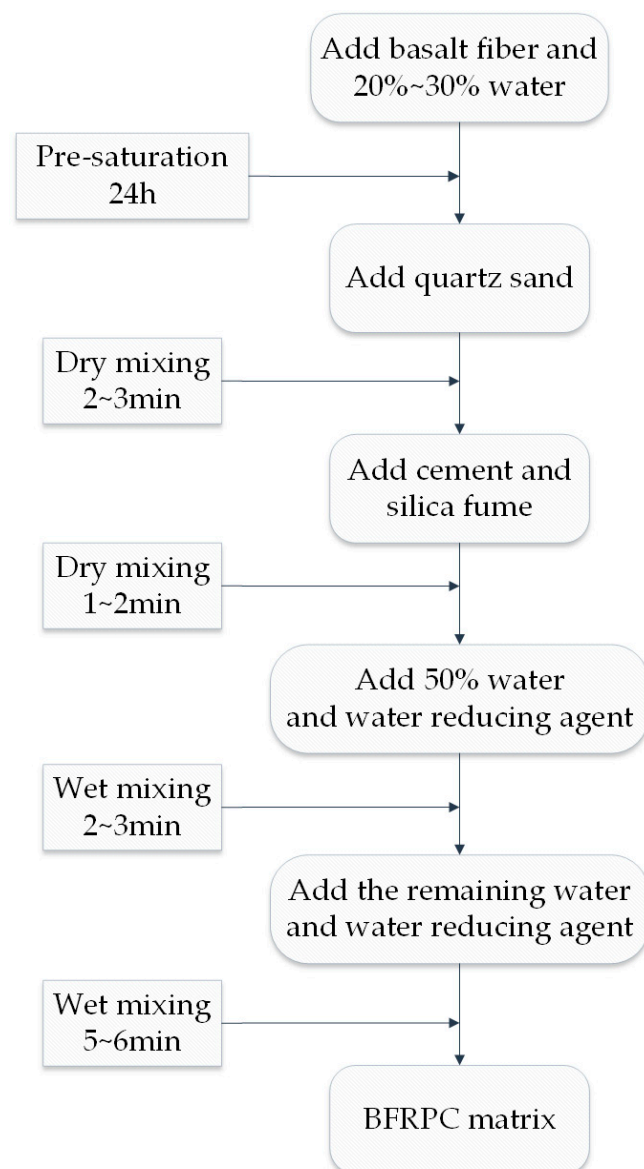 Add basalt fiber and
20%~30% water
Pre-saturation
24h
Add quartz sand
Dry mixing
2~3min
Add cement and
silica fume
Dry mixing
1~2min
Add 50% water
and water reducing agent
Wet mixing
2~3min
Add the remaining water
and water reducing agent
Wet mixing
5~6min
BFRPC matrix